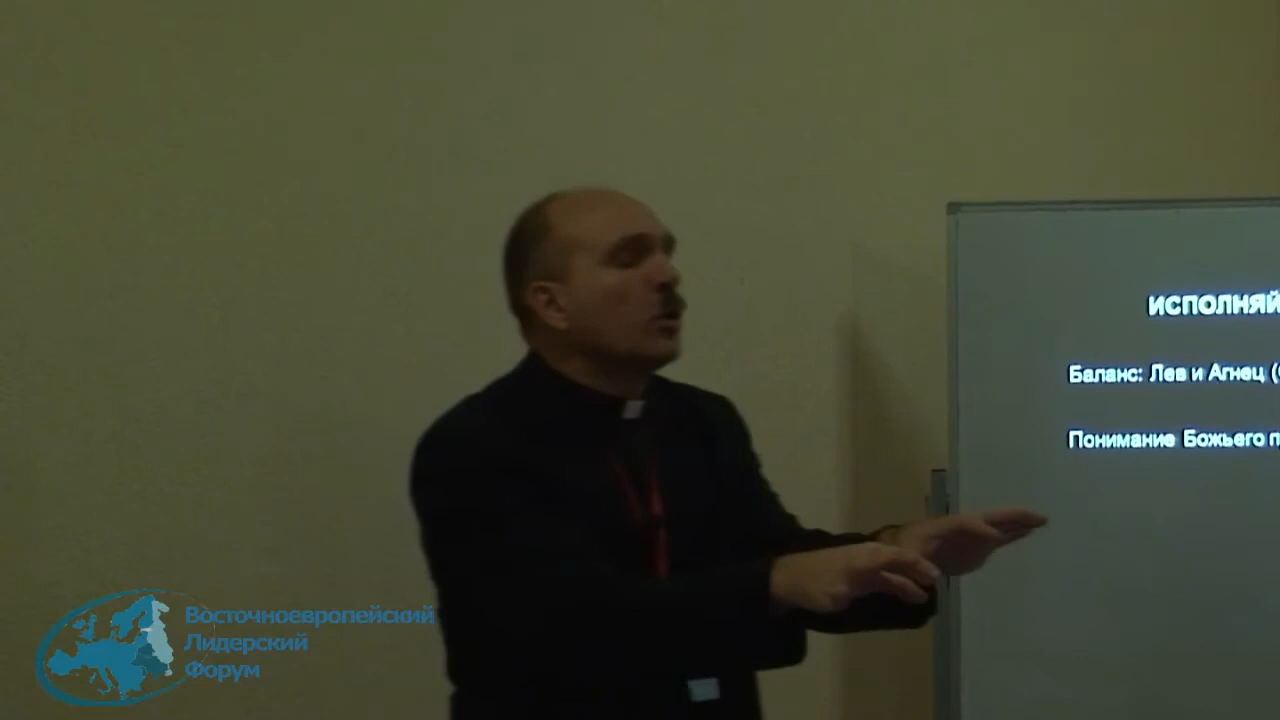 ИСПОЛНЯЙ
Баланс: Лев и Агнец (
Понимание Божьего п
Восточноевропейский
Лидерский
Форум